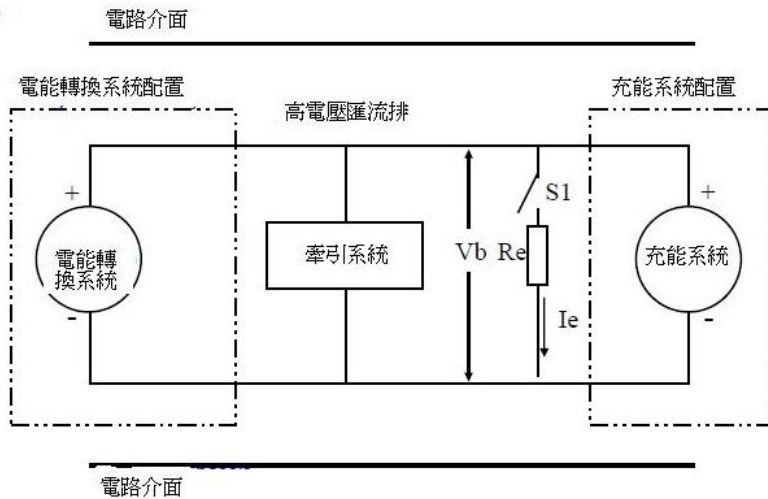 電路介面
電能轉換系統配置
充能系統配置
高電壓匯流排
+
+
S1
電能轉
換系統
牽引系統
Vb
Re
充能系統
-
-
Ie
電路介面